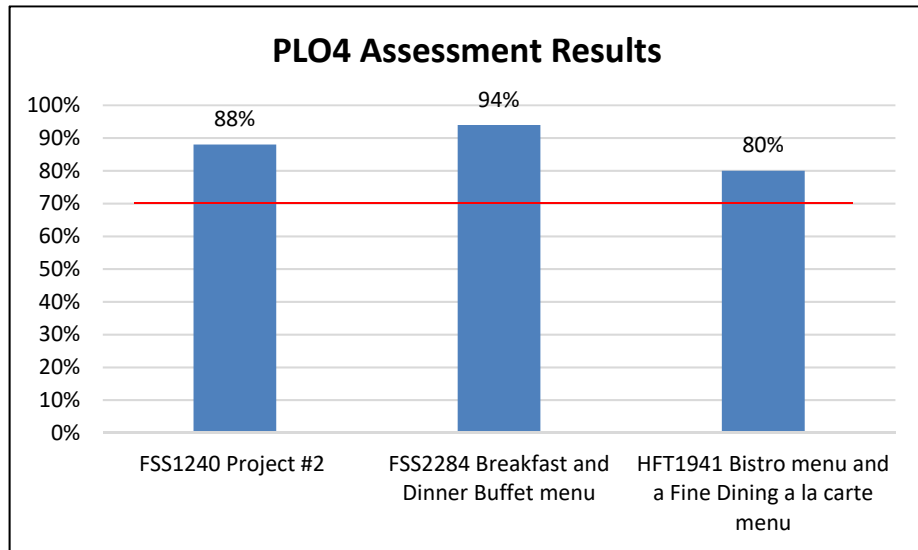 PLO4 Assessment Results
100%
90%
80%
70%
60%
50%
40%
30%
20%
10%
0%
88%
94%
80%
FSS1240 Project #2
FSS2284 Breakfast and
Dinner Buffet menu
HFT1941 Bistro menu and
a Fine Dining a la carte
menu